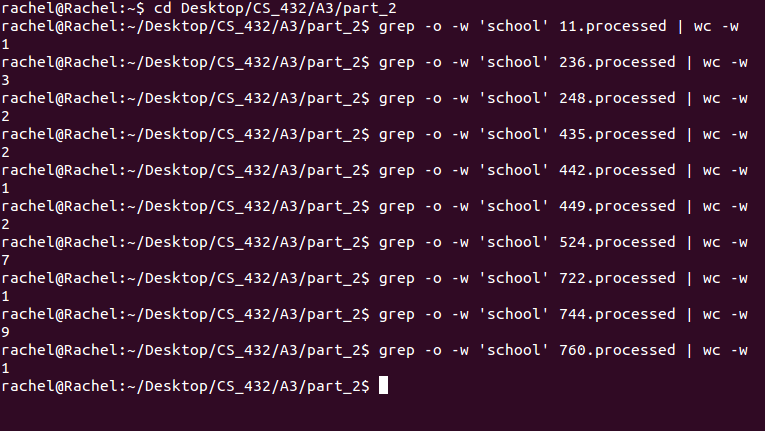 rachel@Rachel:~$ cd Desktop/CS_432/A3/part_2
rachel@Rachel:~/Desktop/CS_432/A3/part_2$ grep -o -w 'school' 11.processed | wc -w
1
rachel@Rachel:~/Desktop/CS_432/A3/part_2$ grep -o -w 'school' 236.processed | wc -w
3
rachel@Rachel:~/Desktop/CS_432/A3/part_2$ grep -o -w 'school' 248.processed | wc -w
2
rachel@Rachel:~/Desktop/CS_432/A3/part_2$ grep -o -w 'school' 435.processed | wc -w
2
rachel@Rachel:~/Desktop/CS_432/A3/part_2$ grep -o -w 'school' 442.processed | wc -w
1
rachel@Rachel:~/Desktop/CS_432/A3/part_2$ grep -o -w 'school' 449.processed | wc -w
2
rachel@Rachel:~/Desktop/CS_432/A3/part_2$ grep -o -w 'school' 524.processed | wc -w
7
rachel@Rachel:~/Desktop/CS_432/A3/part_2$ grep -o -w 'school' 722.processed | wc -w
1
rachel@Rachel:~/Desktop/CS_432/A3/part_2$ grep -o -w 'school' 744.processed | wc -w
9
rachel@Rachel:~/Desktop/CS_432/A3/part_2$ grep -o -w 'school' 760.processed | wc -w
1
rachel@Rachel:~/Desktop/CS_432/A3/part_2$